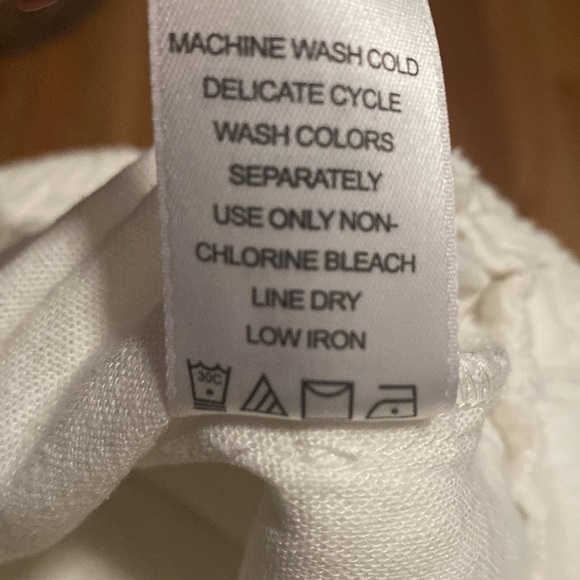 MACHINE WASH COLD
DELICATE CYCLE
WASH COLORS
SEPARATELY
USE ONLY NON-
CHLORINE BLEACH
LINE DRY
LOW IRON
30C